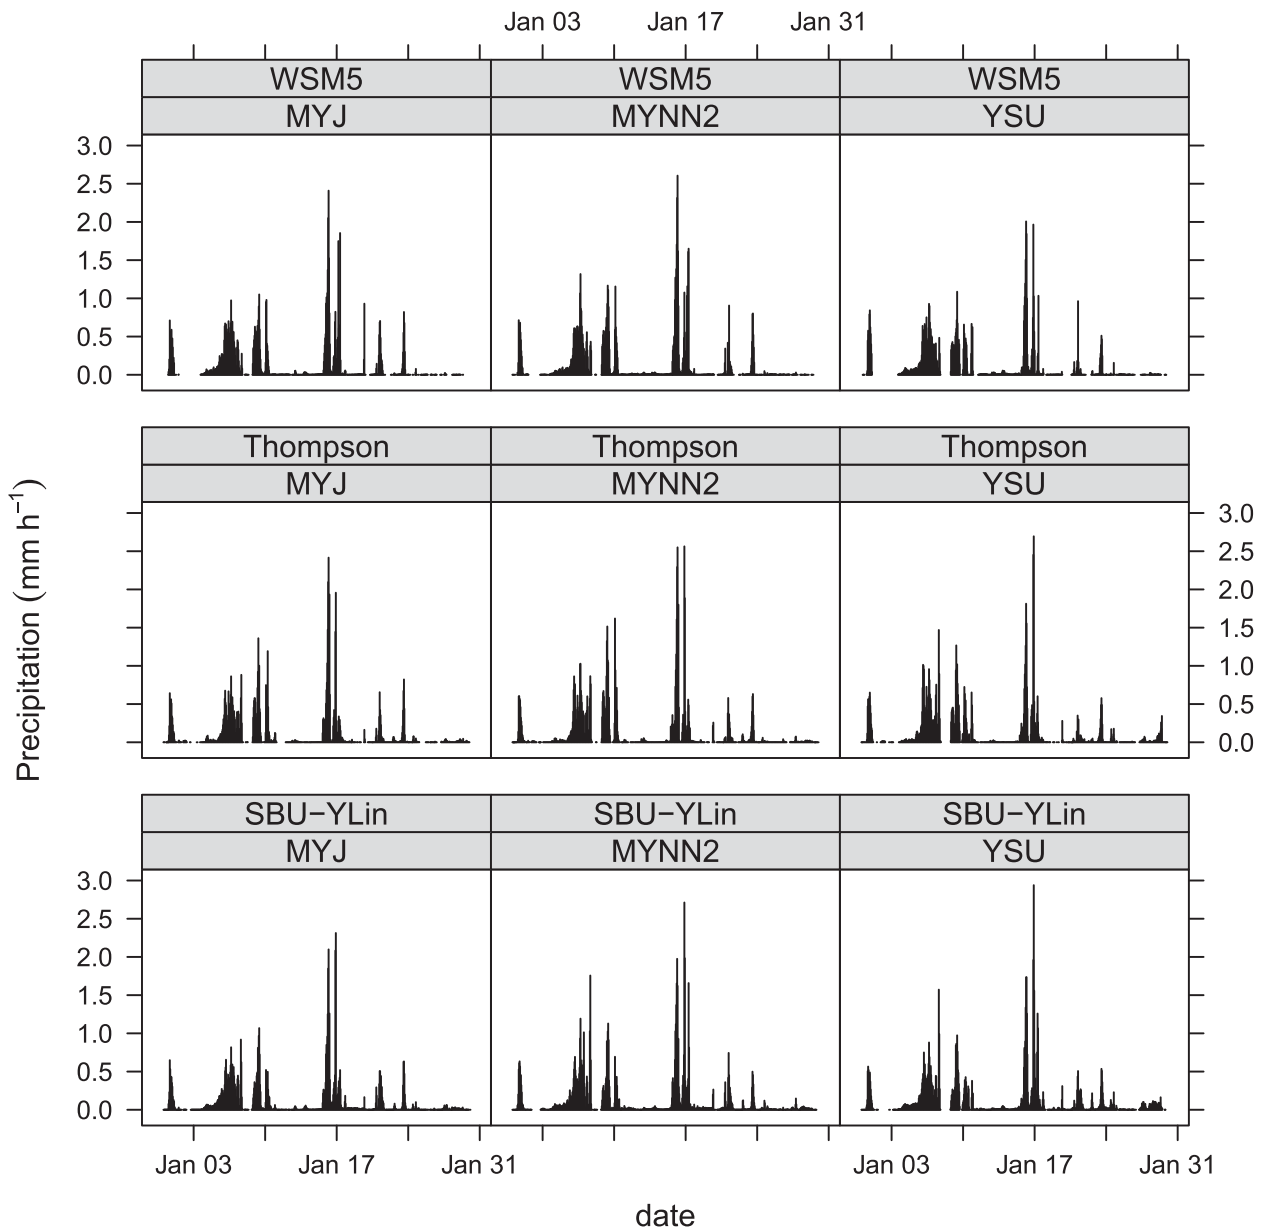 Jan 03 Jan 17 Jan 31
WSM5 WSM5 WSM5
MYJ MYNN2 YSU
3.0
2.5
2.0
1.5
1.0
0.5
0.0
Thompson Thompson Thompson
MYJ MYNN2 YSU
3.0
2.5
2.0
1.5
1.0
0.5
0.0
Precipitation (mm h⁻¹)
SBU−YLin SBU−YLin SBU−YLin
MYJ MYNN2 YSU
3.0
2.5
2.0
1.5
1.0
0.5
0.0
Jan 03 Jan 17 Jan 31 Jan 03 Jan 17 Jan 31
date